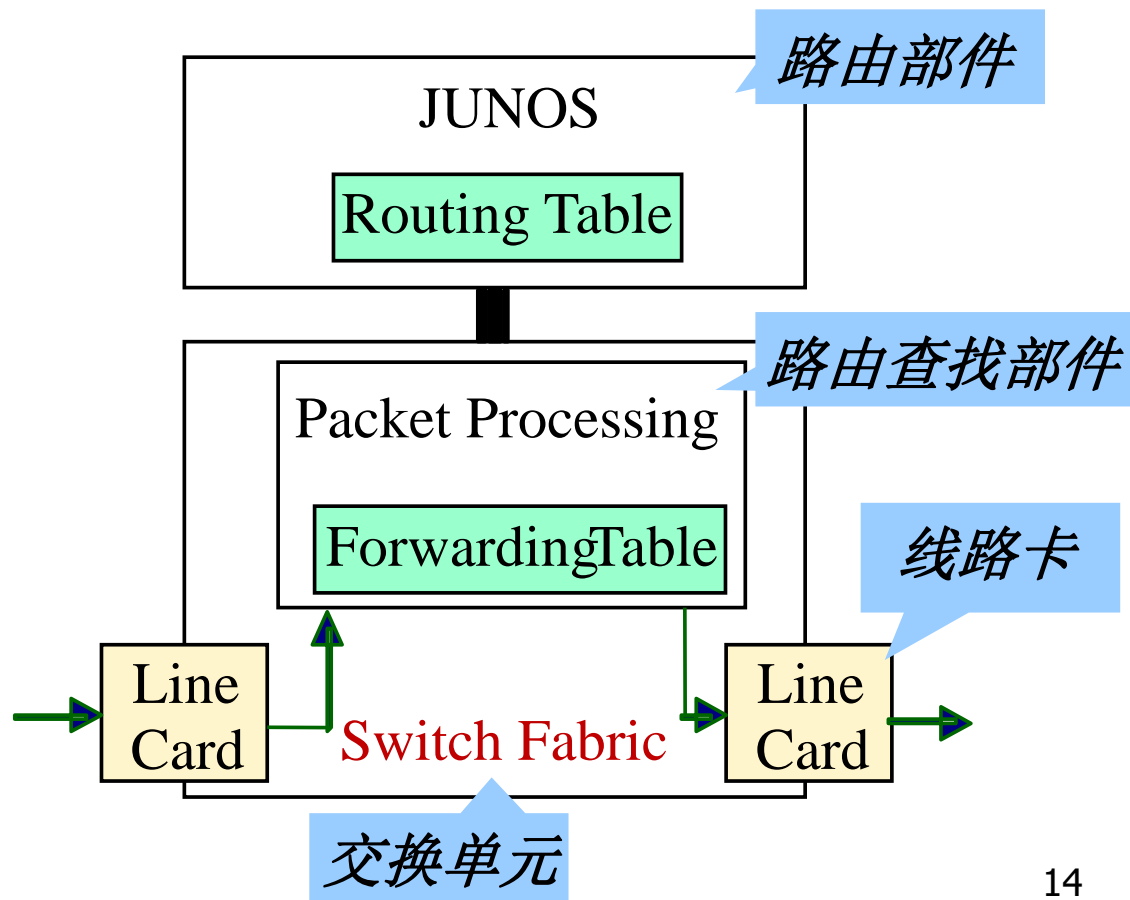 路由部件
JUNOS
Routing Table
路由查找部件
Packet Processing
ForwardingTable
线路卡
Line
Card
Switch Fabric
Line
Card
交换单元
14